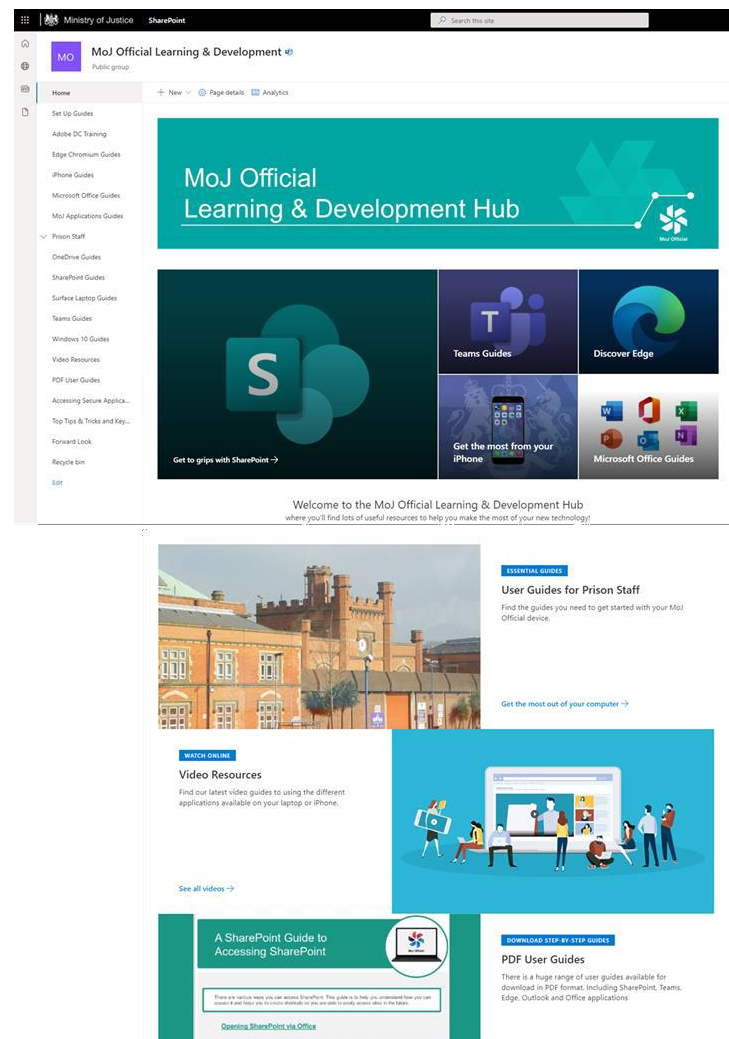 Ministry of Justice
SharePoint
Search this site
MO
MoJ Official Learning & Development
Public group
Home
Set Up Guides
Adobe DC Training
Edge Chromium Guides
iPhone Guides
Microsoft Office Guides
MoJ Applications Guides
Prison Staff
OneDrive Guides
SharePoint Guides
Surface Laptop Guides
Teams Guides
Windows 10 Guides
Video Resources
PDF User Guides
Accessing Secure Applica...
Top Tips & Tricks and Key...
Forward Look
Recycle bin
Edit
New
Page details
Analytics
MoJ Official
Learning & Development Hub
MoJ Official
S
Get to grips with SharePoint
T
Teams Guides
Discover Edge
Get the most from your
iPhone
W
X
P
O
N
Microsoft Office Guides
Welcome to the MoJ Official Learning & Development Hub
where you'll find lots of useful resources to help you make the most of your new technology!
ESSENTIAL GUIDES
User Guides for Prison Staff
Find the guides you need to get started with your MoJ
Official device.
Get the most out of your computer
WATCH ONLINE
Video Resources
Find our latest video guides to using the different
applications available on your laptop or iPhone.
See all videos
A SharePoint Guide to
Accessing SharePoint
There are various ways you can access SharePoint. This guide is to help you understand how you can
access it and helps you to create shortcuts so you are able to easily access sites in the future.
Opening SharePoint via Office
DOWNLOAD STEP-BY-STEP GUIDES
PDF User Guides
There is a huge range of user guides available for
download in PDF format. Including SharePoint, Teams,
Edge, Outlook and Office applications